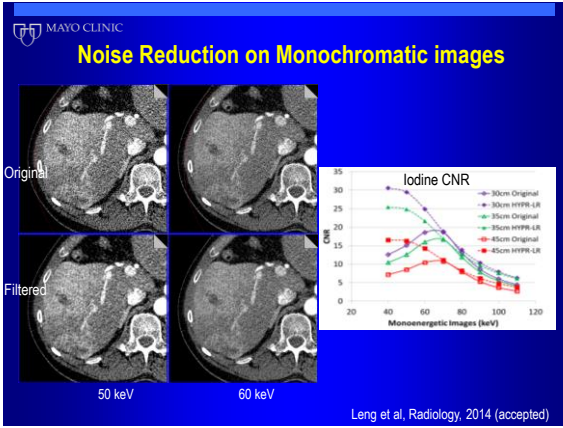 MAYO CLINIC
Noise Reduction on Monochromatic images
Original
Filtered
50 keV
60 keV
Iodine CNR
35
30
25
20
15
10
5
0
CNR
20
40
60
80
100
120
Monoenergetic Images (keV)
30cm Original
30cm HYPR-LR
35cm Original
35cm HYPR-LR
45cm Original
45cm HYPR-LR
Leng et al, Radiology, 2014 (accepted)